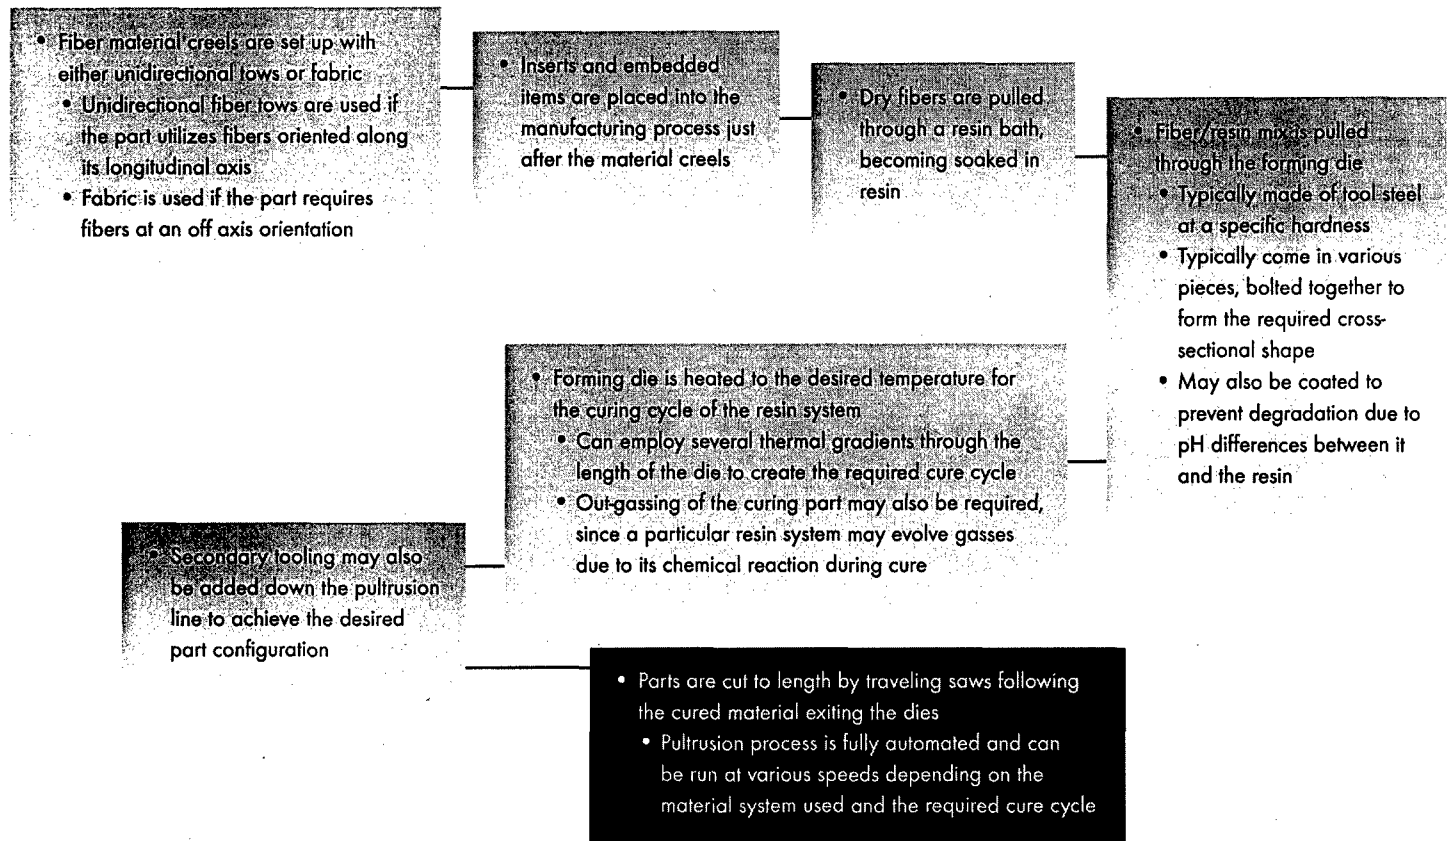 • Fiber material creels are set up with
either unidirectional tows or fabric
• Unidirectional fiber tows are used if
the part utilizes fibers oriented along
its longitudinal axis
• Fabric is used if the part requires
fibers at an off axis orientation
• Inserts and embedded
items are placed into the
manufacturing process just
after the material creels
• Dry fibers are pulled
through a resin bath,
becoming soaked in
resin
• Fiber/resin mix is pulled
through the forming die
• Typically made of tool steel
at a specific hardness
• Typically come in various
pieces, bolted together to
form the required cross-
sectional shape
• May also be coated to
prevent degradation due to
pH differences between it
and the resin
• Forming die is heated to the desired temperature for
the curing cycle of the resin system
• Can employ several thermal gradients through the
length of the die to create the required cure cycle
• Out-gassing of the curing part may also be required,
since a particular resin system may evolve gasses
due to its chemical reaction during cure
• Secondary tooling may also
be added down the pultrusion
line to achieve the desired
part configuration
• Parts are cut to length by traveling saws following
the cured material exiting the dies
• Pultrusion process is fully automated and can
be run at various speeds depending on the
material system used and the required cure cycle